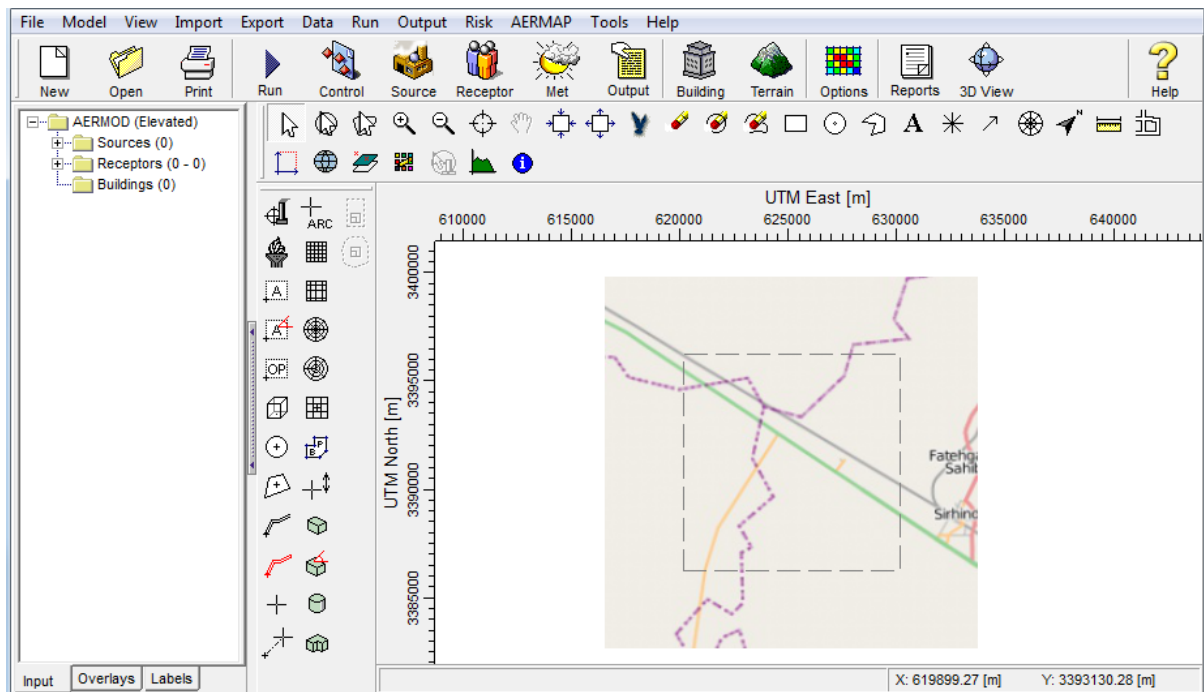 File Model View Import Export Data Run Output Risk AERMAP Tools Help
New Open Print Run Control Source Receptor Met Output Building Terrain Options Reports 3D View Help
AERMOD (Elevated)
Sources (0)
Receptors (0 - 0)
Buildings (0)
A
N
ARC
A
A
OP
P
B
UTM East [m]
610000 615000 620000 625000 630000 635000 640000
UTM North [m]
3400000
3395000
3390000
3385000
1
Fatehga
Sahib
Sirhind
Input Overlays Labels
X: 619899.27 [m] Y: 3393130.28 [m]